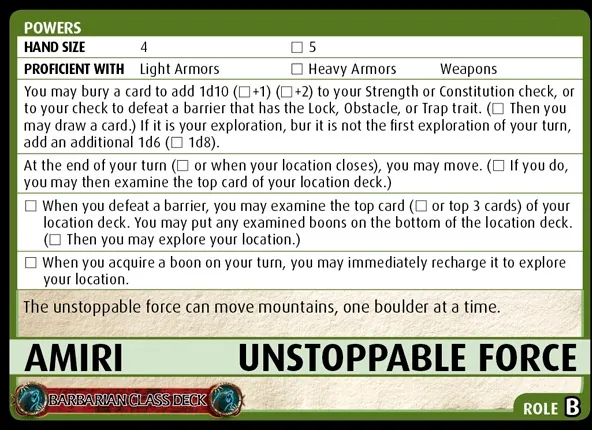 POWERS
HAND SIZE 4 □ 5
PROFICIENT WITH Light Armors □ Heavy Armors Weapons
You may bury a card to add 1d10 (□+1) (□+2) to your Strength or Constitution check, or
to your check to defeat a barrier that has the Lock, Obstacle, or Trap trait. (□ Then you
may draw a card.) If it is your exploration, bur it is not the first exploration of your turn,
add an additional 1d6 (□ 1d8).
At the end of your turn (□ or when your location closes), you may move. (□ If you do,
you may then examine the top card of your location deck.)
□ When you defeat a barrier, you may examine the top card (□ or top 3 cards) of your
location deck. You may put any examined boons on the bottom of the location deck.
(□ Then you may explore your location.)
□ When you acquire a boon on your turn, you may immediately recharge it to explore
your location.
The unstoppable force can move mountains, one boulder at a time.
AMIRI UNSTOPPABLE FORCE
BARBARIAN CLASS DECK
ROLE B